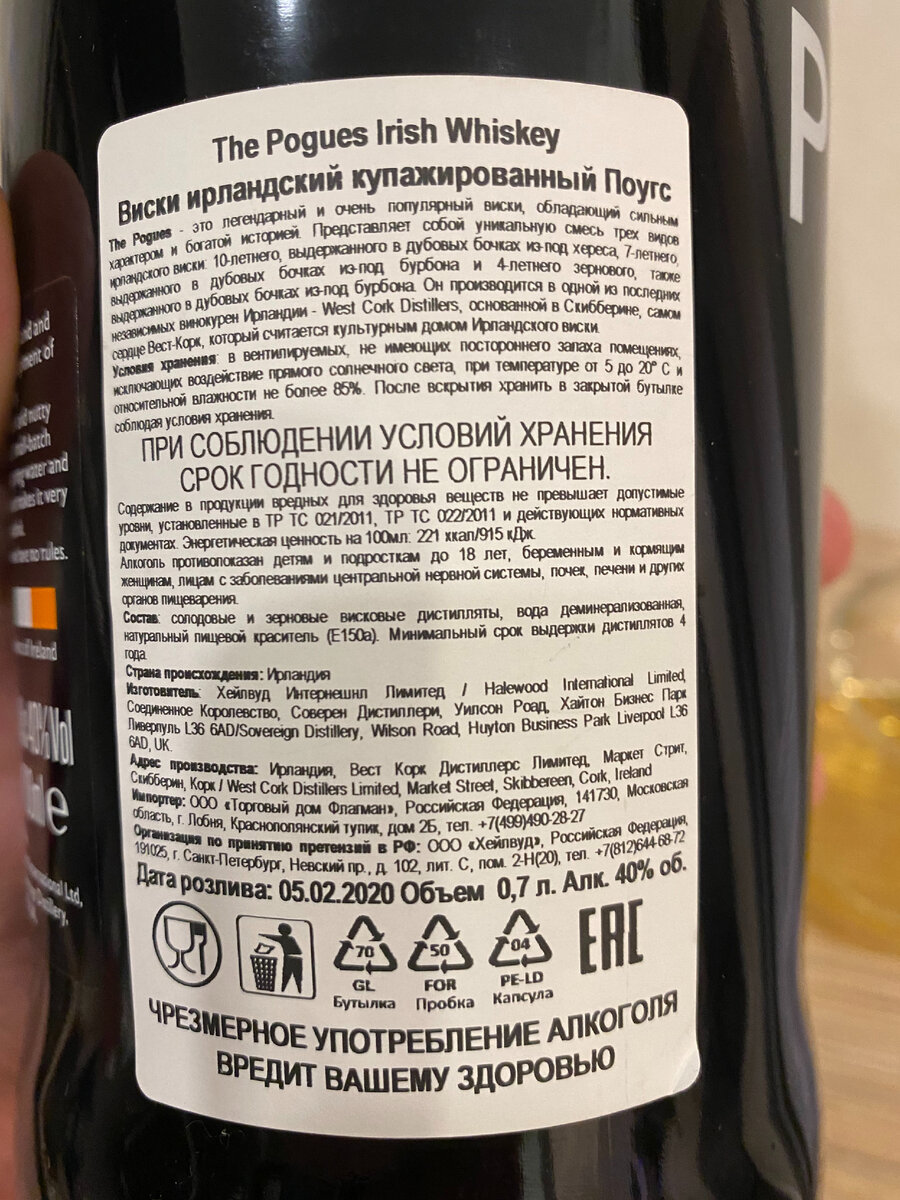 The Pogues Irish Whiskey
Виски ирландский купажированный Поугс
The Pogues - это легендарный и очень популярный виски, обладающий сильным
характером и богатой историей. Представляет собой уникальную смесь трех видов
ирландского виски: 10-летнего, выдержанного в дубовых бочках из-под хереса, 7-летнего,
выдержанного в дубовых бочках из-под бурбона и 4-летнего зернового, также
выдержанного в дубовых бочках из-под бурбона. Он производится в одной из последних
независимых винокурен Ирландии - West Cork Distillers, основанной в Скибберине, самом
сердце Вест-Корк, который считается культурным домом Ирландского виски.
Условия хранения: в вентилируемых, не имеющих постороннего запаха помещениях,
исключающих воздействие прямого солнечного света, при температуре от 5 до 20° С и
относительной влажности не более 85%. После вскрытия хранить в закрытой бутылке
соблюдая условия хранения.
ПРИ СОБЛЮДЕНИИ УСЛОВИЙ ХРАНЕНИЯ
СРОК ГОДНОСТИ НЕ ОГРАНИЧЕН.
Содержание в продукции вредных для здоровья веществ не превышает допустимые
уровни, установленные в ТР ТС 021/2011, ТР ТС 022/2011 и действующих нормативных
документах. Энергетическая ценность на 100мл: 221 ккал/915 кДж.
Алкоголь противопоказан детям и подросткам до 18 лет, беременным и кормящим
женщинам, лицам с заболеваниями центральной нервной системы, почек, печени и других
органов пищеварения.
Состав: солодовые и зерновые висковые дистилляты, вода деминерализованная,
натуральный пищевой краситель (Е150а). Минимальный срок выдержки дистиллятов 4
года.
Страна происхождения: Ирландия
Изготовитель: Хейлвуд Интернешнл Лимитед / Halewood International Limited,
Соединенное Королевство, Соверен Дистиллери, Уилсон Роад, Хайтон Бизнес Парк
Ливерпуль L36 6AD/Sovereign Distillery, Wilson Road, Huyton Business Park Liverpool L36
6AD, UK.
Адрес производства: Ирландия, Вест Корк Дистиллерс Лимитед, Маркет Стрит,
Скибберин, Корк / West Cork Distillers Limited, Market Street, Skibbereen, Cork, Ireland
Импортер: ООО «Торговый дом Флагман», Российская Федерация, 141730, Московская
область, г. Лобня, Краснополянский тупик, дом 2Б, тел. +7(499)490-28-27
Организация по принятию претензий в РФ: ООО «Хейлвуд», Российская Федерация,
191025, г. Санкт-Петербург, Невский пр., д. 102, лит. С, пом. 2-Н(20), тел. +7(812)644-68-72
Дата розлива: 05.02.2020 Объем 0,7 л. Алк. 40% об.
70 50 04 EAC
GL FOR PE-LD
Бутылка Пробка Капсула
ЧРЕЗМЕРНОЕ УПОТРЕБЛЕНИЕ АЛКОГОЛЯ
ВРЕДИТ ВАШЕМУ ЗДОРОВЬЮ
P
and
of
nutty
water and
it very
no rules.
Ireland
40% Vol
e
Ltd,